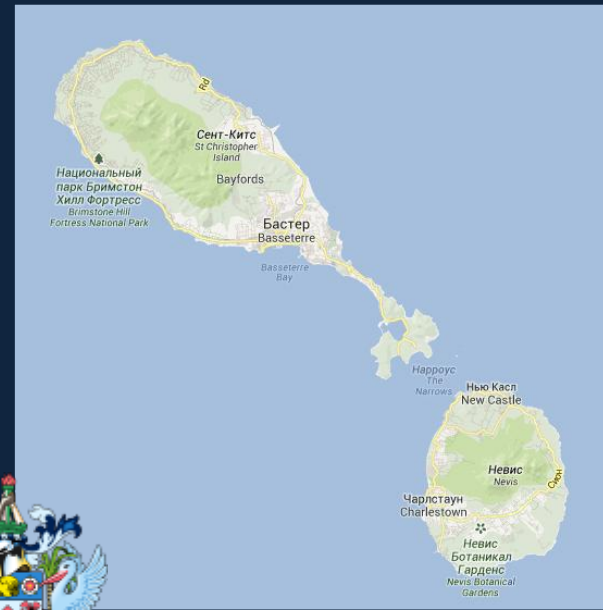 Rd
Сент-Китс
St Christopher
Island
Национальный
парк Бримстон
Хилл Фортресс
Brimstone Hill
Fortress National Park
Bayfords
Бастер
Basseterre
Basseterre
Bay
Нарроус
The
Narrows
Нью Касл
New Castle
Невис
Nevis
Сион
Чарлстаун
Charlestown
Невис
Ботаникал
Гарденс
Nevis Botanical
Gardens